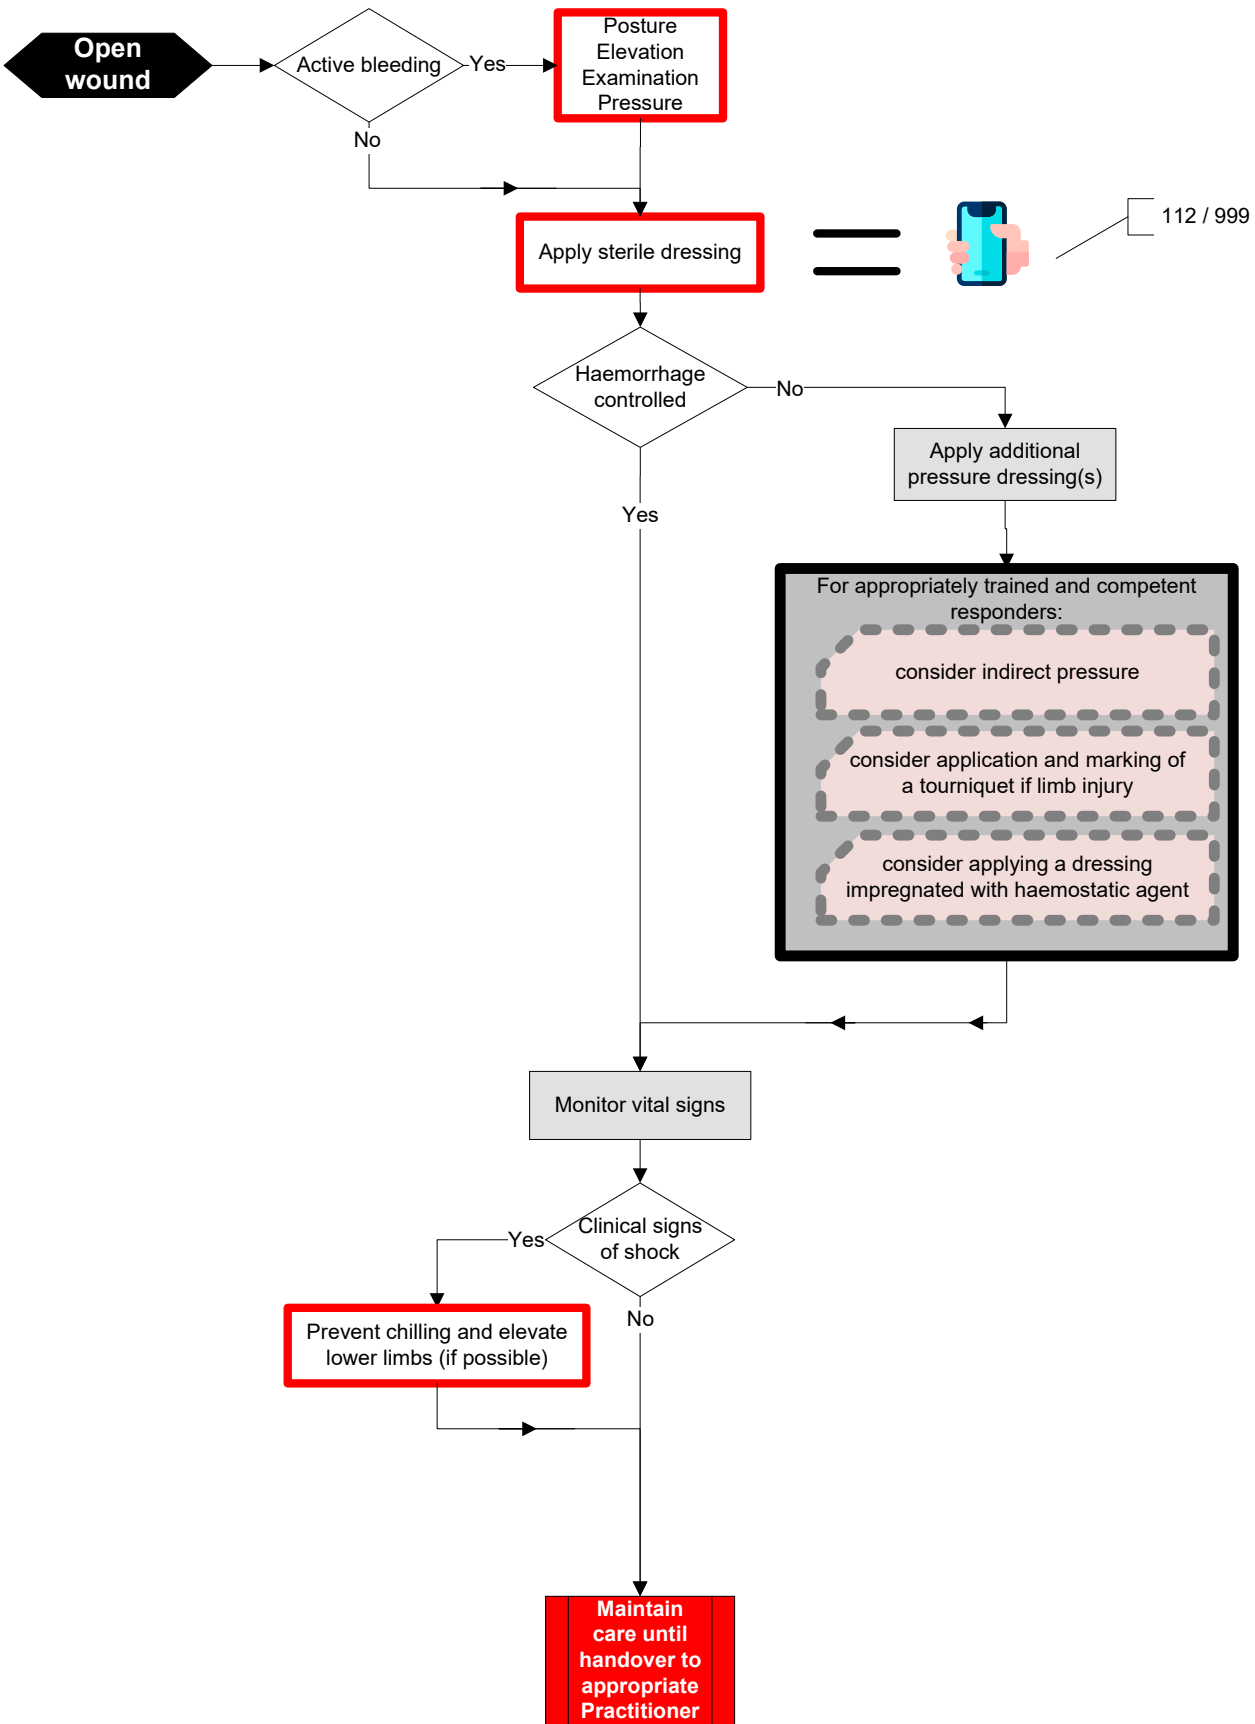 Open
wound
Active bleeding
Yes
Posture
Elevation
Examination
Pressure
No
Apply sterile dressing
112 / 999
Haemorrhage
controlled
No
Apply additional
pressure dressing(s)
Yes
For appropriately trained and competent
responders:
consider indirect pressure
consider application and marking of
a tourniquet if limb injury
consider applying a dressing
impregnated with haemostatic agent
Monitor vital signs
Clinical signs
of shock
Yes
No
Prevent chilling and elevate
lower limbs (if possible)
Maintain
care until
handover to
appropriate
Practitioner